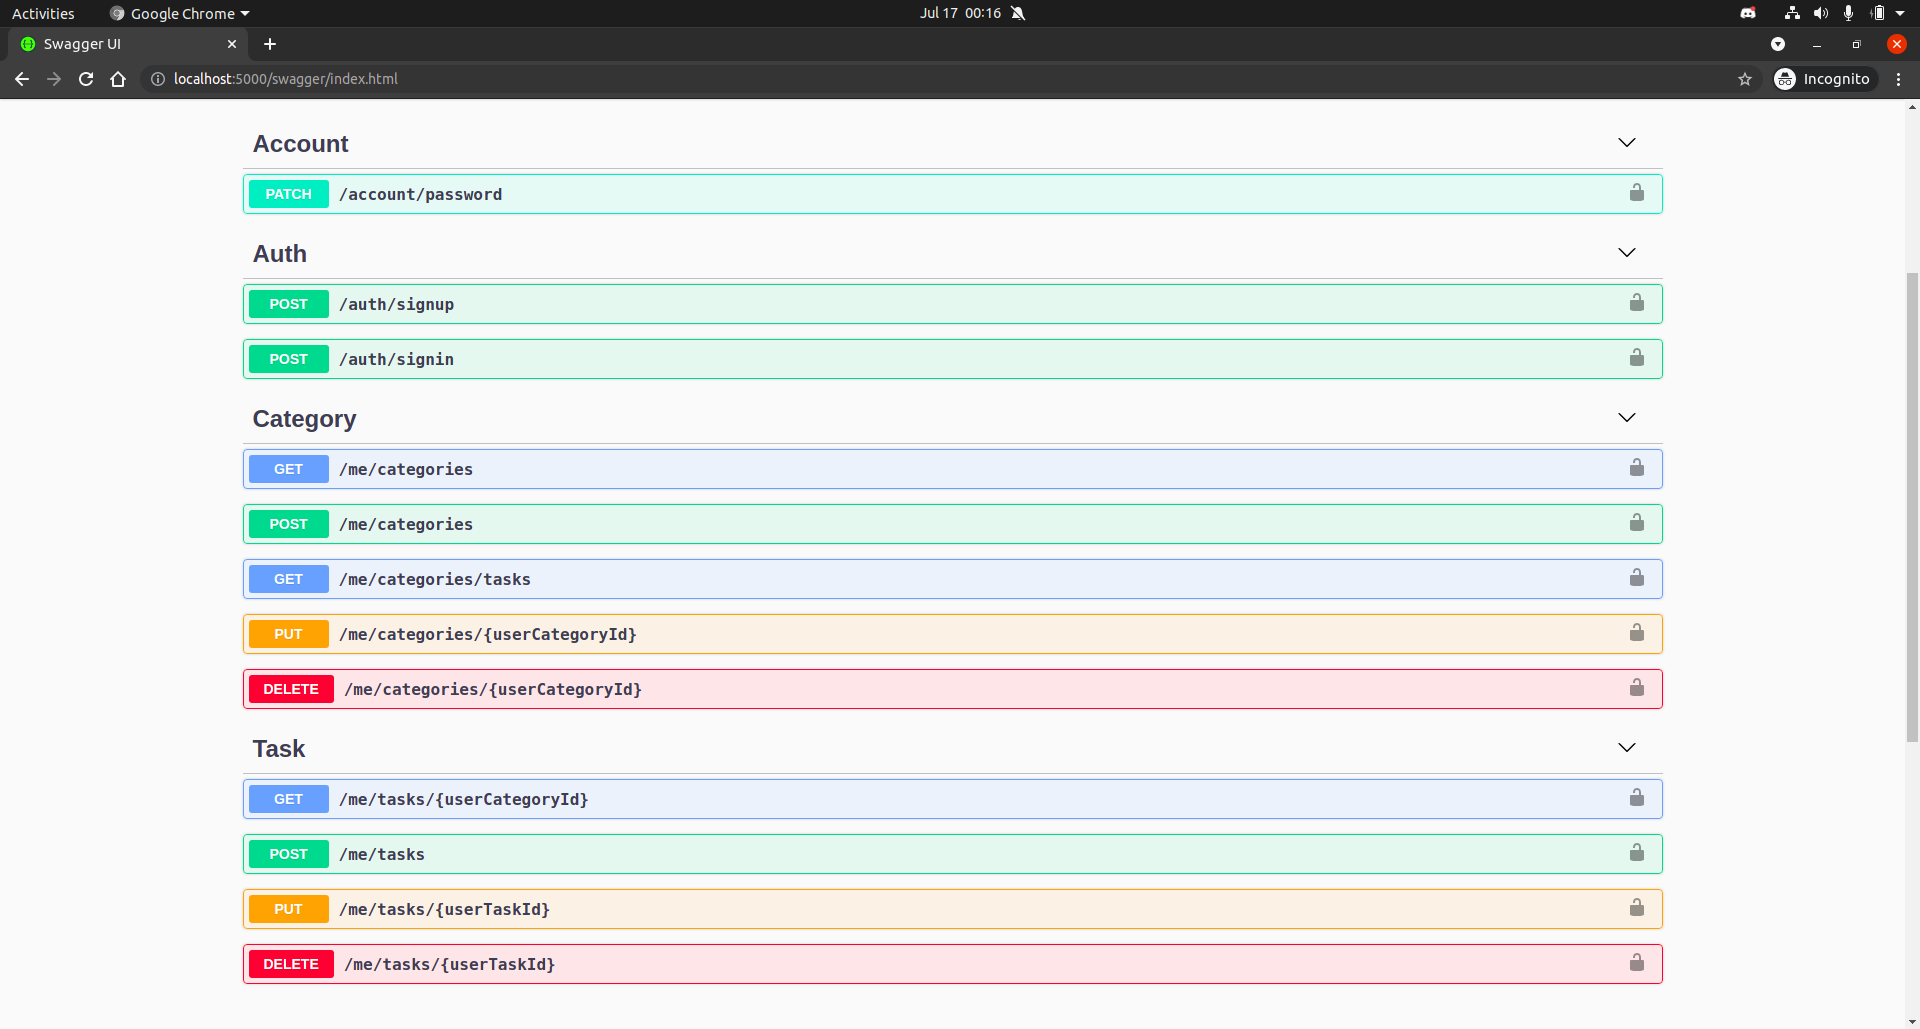 Activities Google Chrome Jul 17 00:16
Swagger UI
localhost:5000/swagger/index.html Incognito
Account
PATCH /account/password
Auth
POST /auth/signup
POST /auth/signin
Category
GET /me/categories
POST /me/categories
GET /me/categories/tasks
PUT /me/categories/{userCategoryId}
DELETE /me/categories/{userCategoryId}
Task
GET /me/tasks/{userCategoryId}
POST /me/tasks
PUT /me/tasks/{userTaskId}
DELETE /me/tasks/{userTaskId}